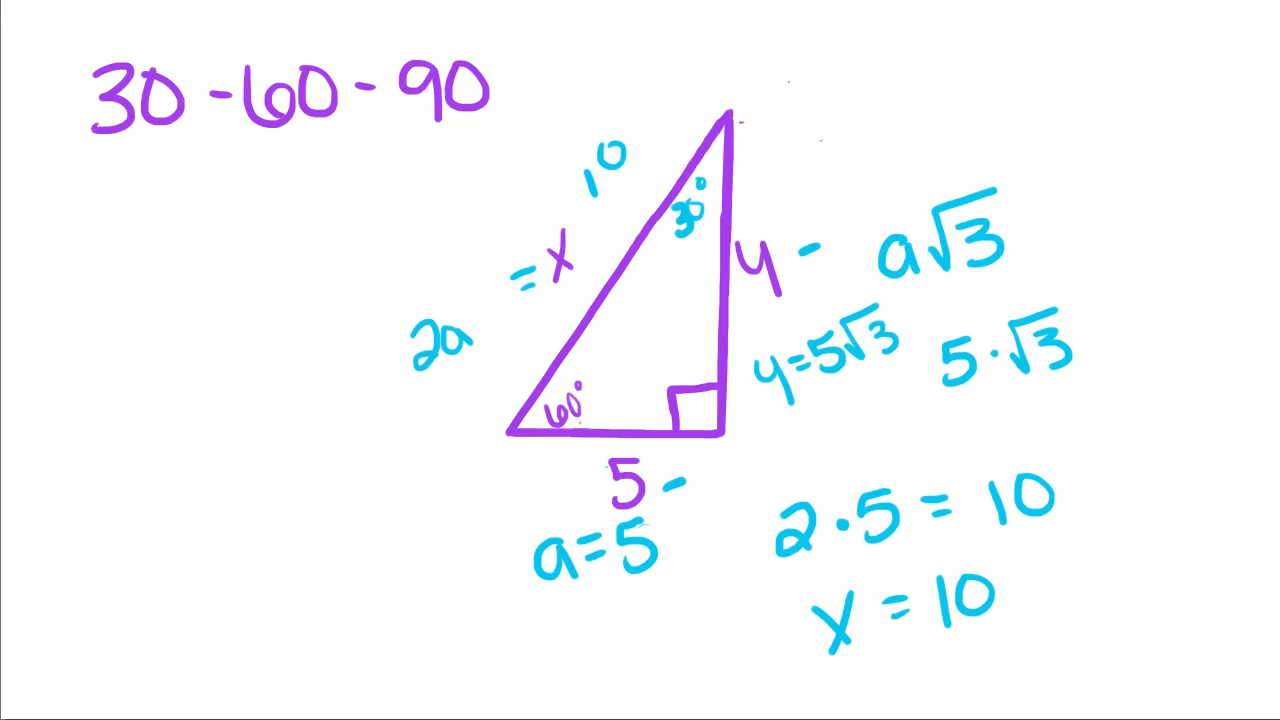 30 - 60 - 90
10
30°
= x
y - a√3
2a
y=5√3
5·√3
60°
5 -
a=5
2·5 = 10
x = 10